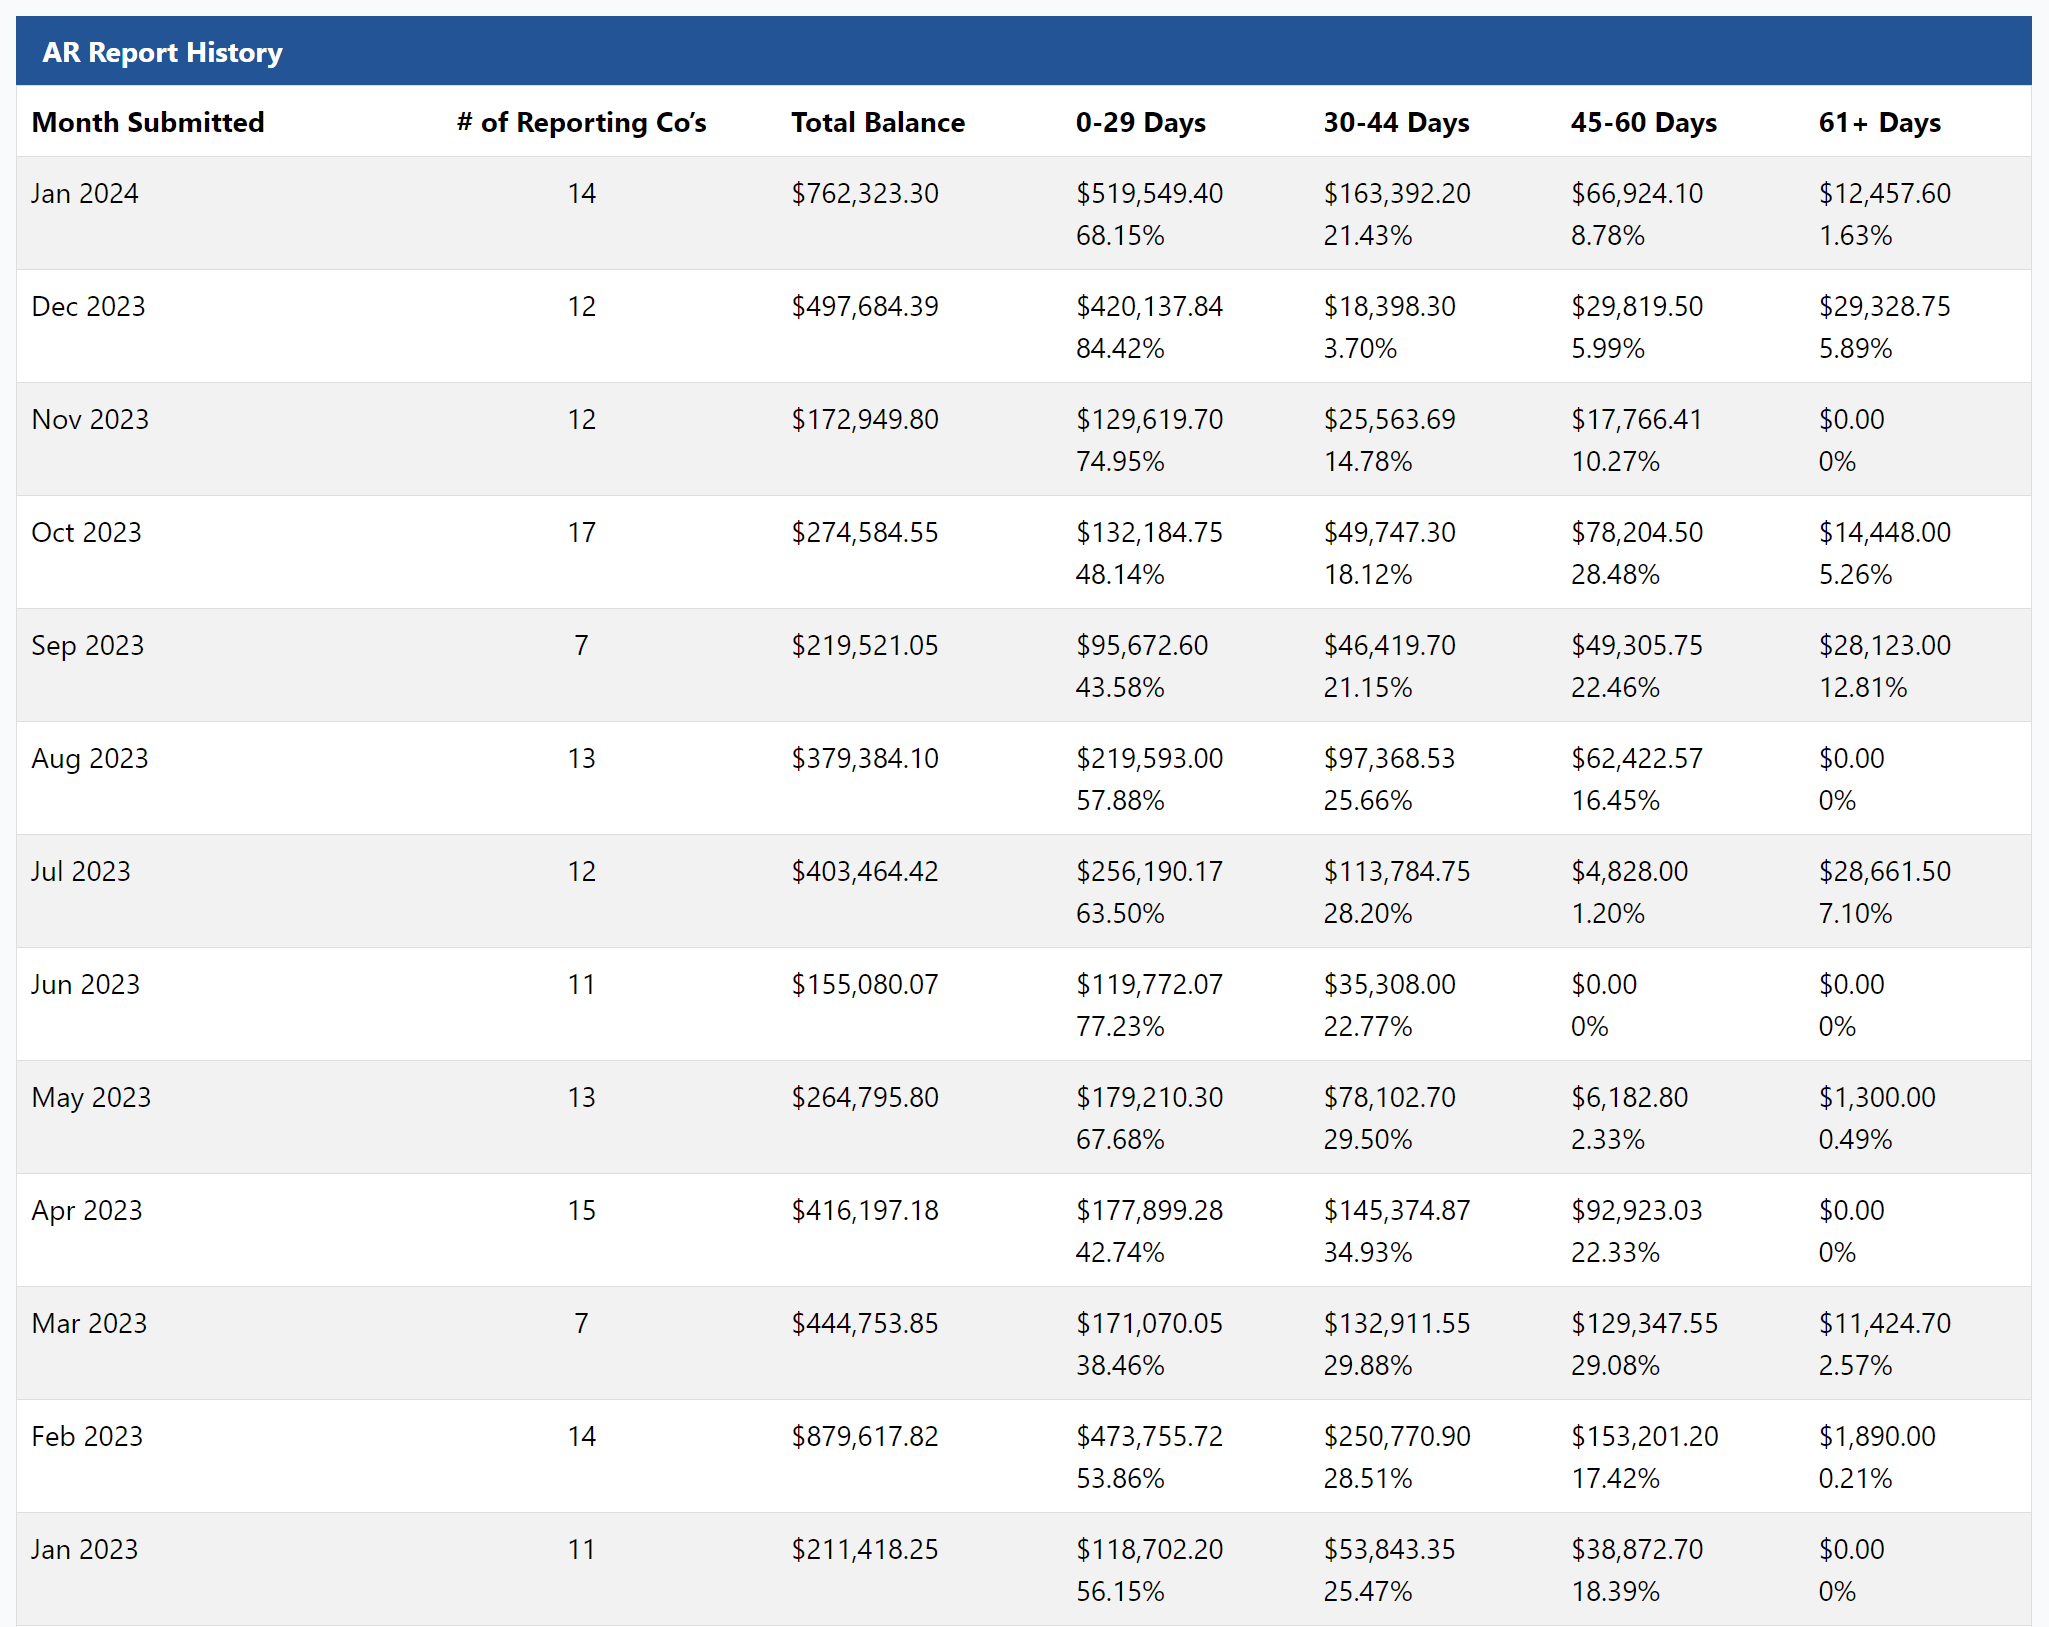 AR Report History
Month Submitted # of Reporting Co’s Total Balance 0-29 Days 30-44 Days 45-60 Days 61+ Days
Jan 2024 14 $762,323.30 $519,549.40 $163,392.20 $66,924.10 $12,457.60
68.15% 21.43% 8.78% 1.63%
Dec 2023 12 $497,684.39 $420,137.84 $18,398.30 $29,819.50 $29,328.75
84.42% 3.70% 5.99% 5.89%
Nov 2023 12 $172,949.80 $129,619.70 $25,563.69 $17,766.41 $0.00
74.95% 14.78% 10.27% 0%
Oct 2023 17 $274,584.55 $132,184.75 $49,747.30 $78,204.50 $14,448.00
48.14% 18.12% 28.48% 5.26%
Sep 2023 7 $219,521.05 $95,672.60 $46,419.70 $49,305.75 $28,123.00
43.58% 21.15% 22.46% 12.81%
Aug 2023 13 $379,384.10 $219,593.00 $97,368.53 $62,422.57 $0.00
57.88% 25.66% 16.45% 0%
Jul 2023 12 $403,464.42 $256,190.17 $113,784.75 $4,828.00 $28,661.50
63.50% 28.20% 1.20% 7.10%
Jun 2023 11 $155,080.07 $119,772.07 $35,308.00 $0.00 $0.00
77.23% 22.77% 0% 0%
May 2023 13 $264,795.80 $179,210.30 $78,102.70 $6,182.80 $1,300.00
67.68% 29.50% 2.33% 0.49%
Apr 2023 15 $416,197.18 $177,899.28 $145,374.87 $92,923.03 $0.00
42.74% 34.93% 22.33% 0%
Mar 2023 7 $444,753.85 $171,070.05 $132,911.55 $129,347.55 $11,424.70
38.46% 29.88% 29.08% 2.57%
Feb 2023 14 $879,617.82 $473,755.72 $250,770.90 $153,201.20 $1,890.00
53.86% 28.51% 17.42% 0.21%
Jan 2023 11 $211,418.25 $118,702.20 $53,843.35 $38,872.70 $0.00
56.15% 25.47% 18.39% 0%